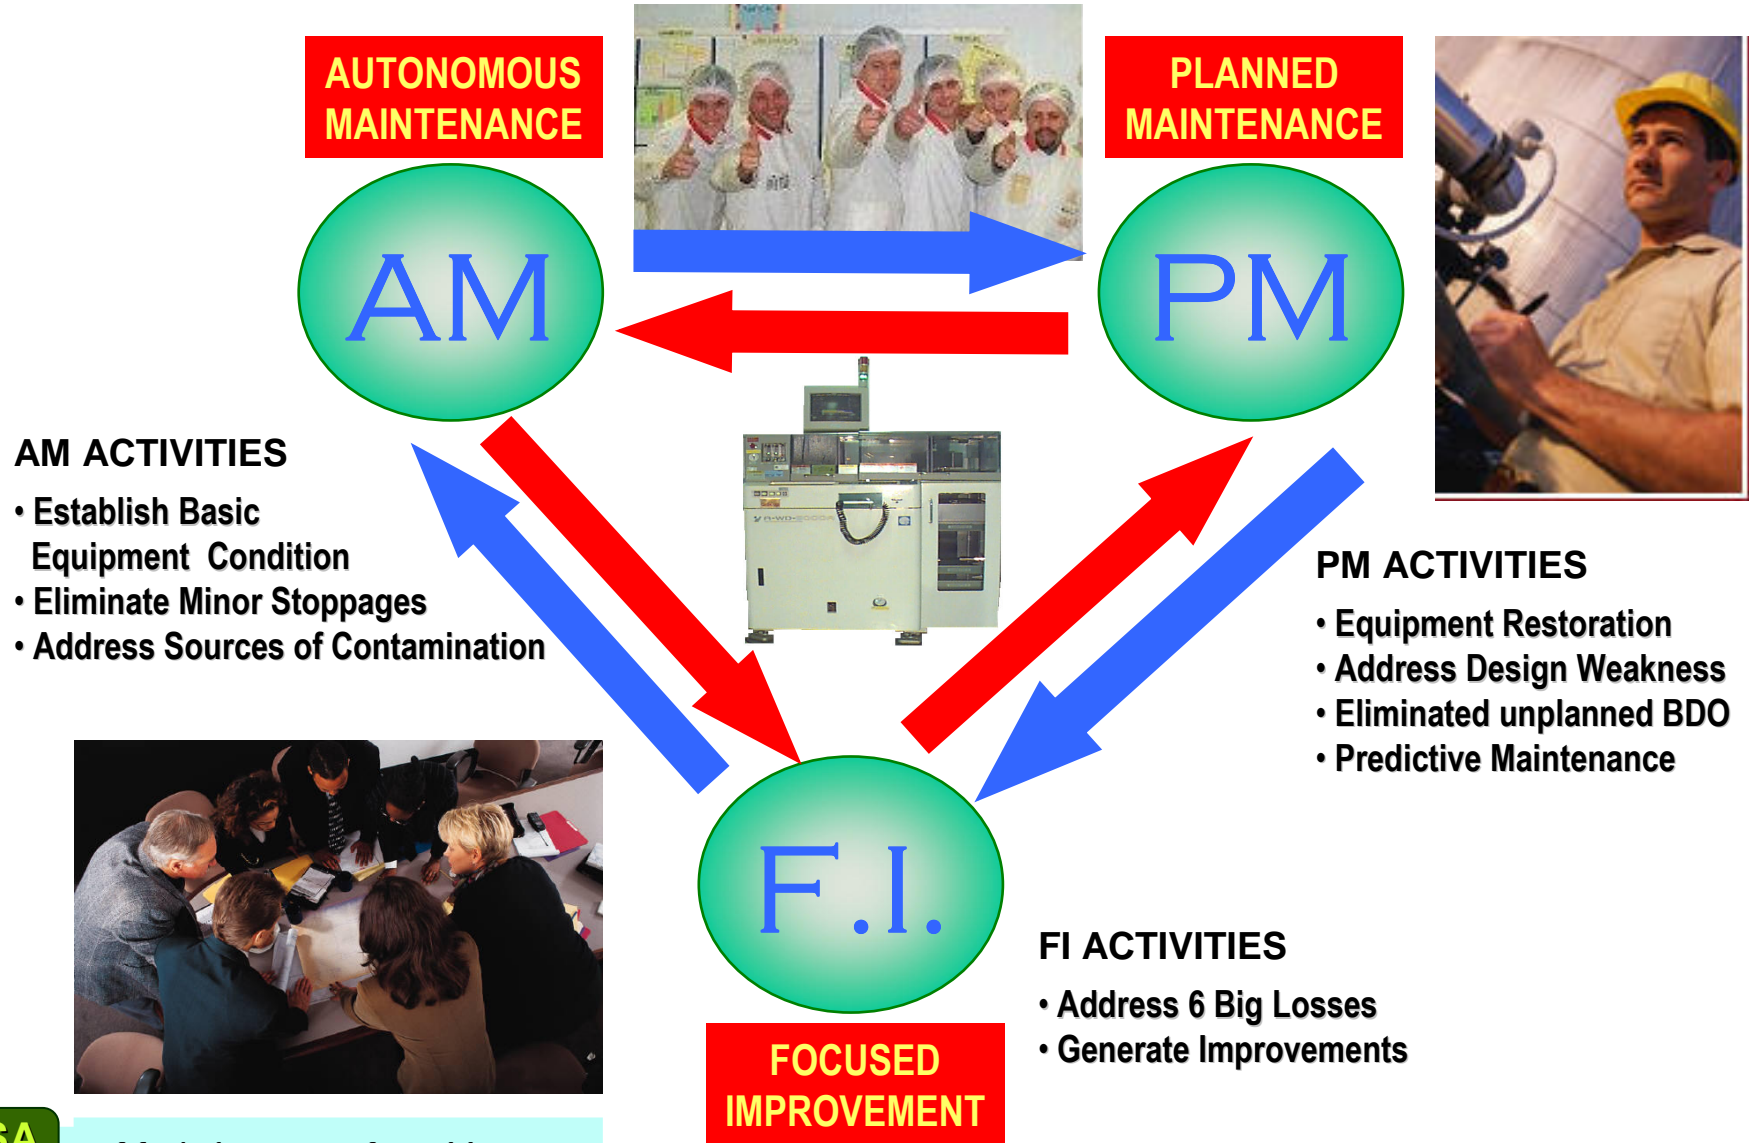 AUTONOMOUS
MAINTENANCE
PLANNED
MAINTENANCE
AM
PM
AM ACTIVITIES
• Establish Basic
Equipment Condition
• Eliminate Minor Stoppages
• Address Sources of Contamination
PM ACTIVITIES
• Equipment Restoration
• Address Design Weakness
• Eliminated unplanned BDO
• Predictive Maintenance
F.I.
FI ACTIVITIES
• Address 6 Big Losses
• Generate Improvements
FOCUSED
IMPROVEMENT